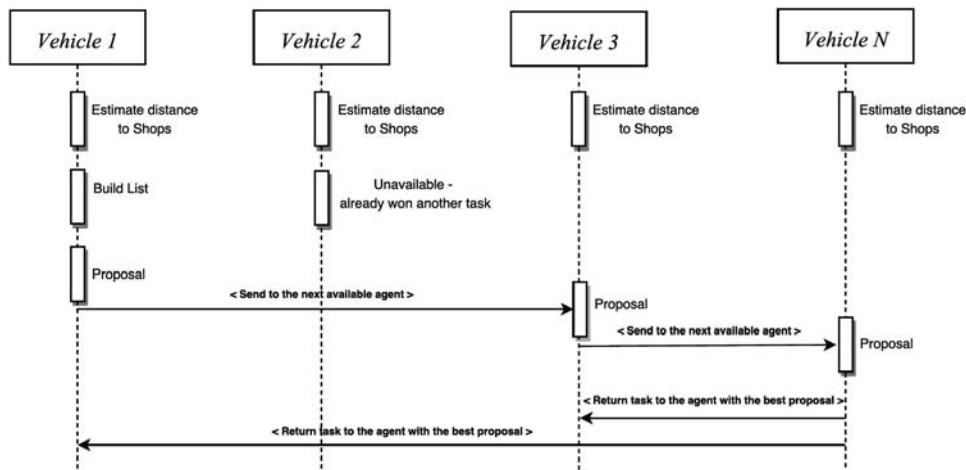 Vehicle 1
Vehicle 2
Vehicle 3
Vehicle N
Estimate distance
to Shops
Estimate distance
to Shops
Estimate distance
to Shops
Estimate distance
to Shops
Build List
Unavailable -
already won another task
Proposal
< Send to the next available agent >
Proposal
< Send to the next available agent >
Proposal
< Return task to the agent with the best proposal >
< Return task to the agent with the best proposal >